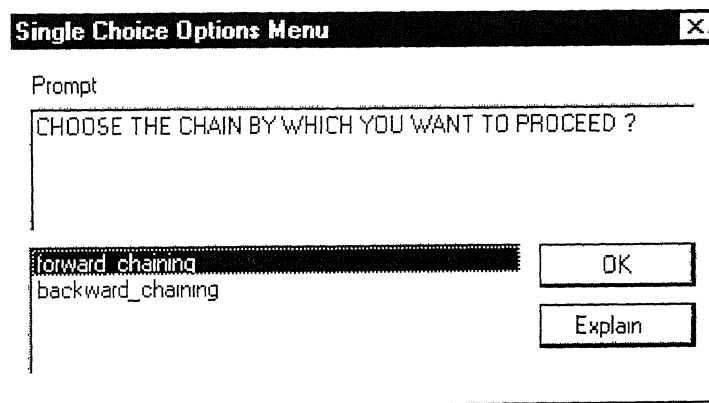 Single Choice Options Menu
Prompt
CHOOSE THE CHAIN BY WHICH YOU WANT TO PROCEED ?
forward_chaining
backward_chaining
OK
Explain